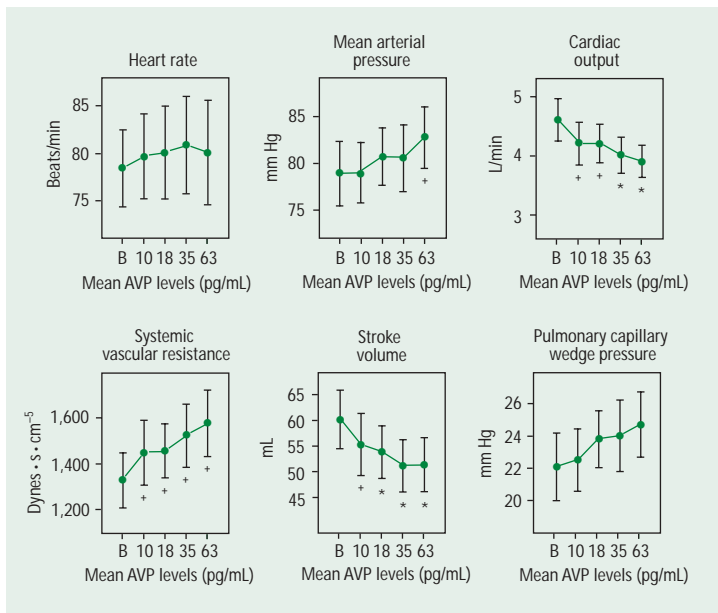 Heart rate
Beats/min
85
80
75
B 10 18 35 63
Mean AVP levels (pg/mL)
Mean arterial
pressure
mm Hg
85
80
75
+
B 10 18 35 63
Mean AVP levels (pg/mL)
Cardiac
output
L/min
5
4
3
+ + * *
B 10 18 35 63
Mean AVP levels (pg/mL)
Systemic
vascular resistance
Dynes • s • cm⁻⁵
1,600
1,400
1,200
+ + + +
B 10 18 35 63
Mean AVP levels (pg/mL)
Stroke
volume
mL
65
60
55
50
45
+ * * *
B 10 18 35 63
Mean AVP levels (pg/mL)
Pulmonary capillary
wedge pressure
mm Hg
26
24
22
20
B 10 18 35 63
Mean AVP levels (pg/mL)